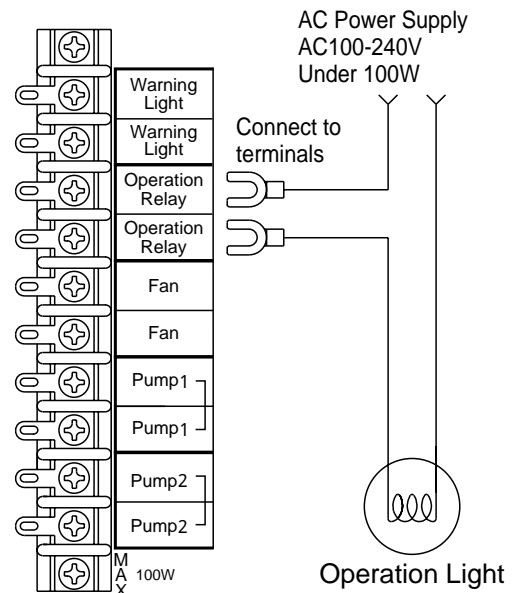 AC Power Supply
AC100-240V
Under 100W
Connect to
terminals
Warning
Light
Warning
Light
Operation
Relay
Operation
Relay
Fan
Fan
Pump1
Pump1
Pump2
Pump2
MAX 100W
Operation Light